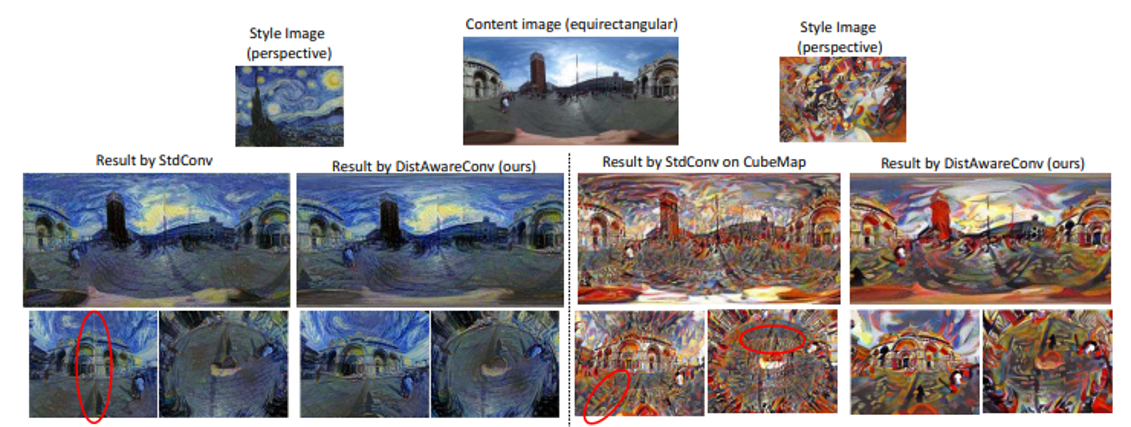 Style Image
(perspective)
Content image (equirectangular)
Style Image
(perspective)
Result by StdConv
Result by DistAwareConv (ours)
Result by StdConv on CubeMap
Result by DistAwareConv (ours)